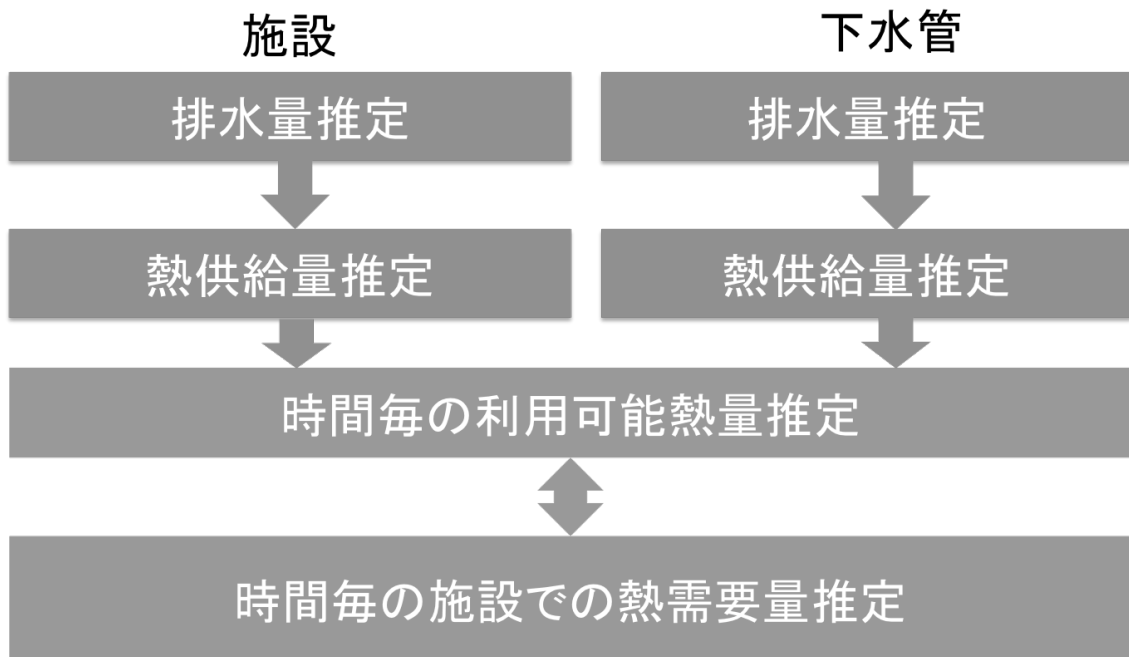 施設
下水管
排水量推定
排水量推定
熱供給量推定
熱供給量推定
時間毎の利用可能熱量推定
時間毎の施設での熱需要量推定